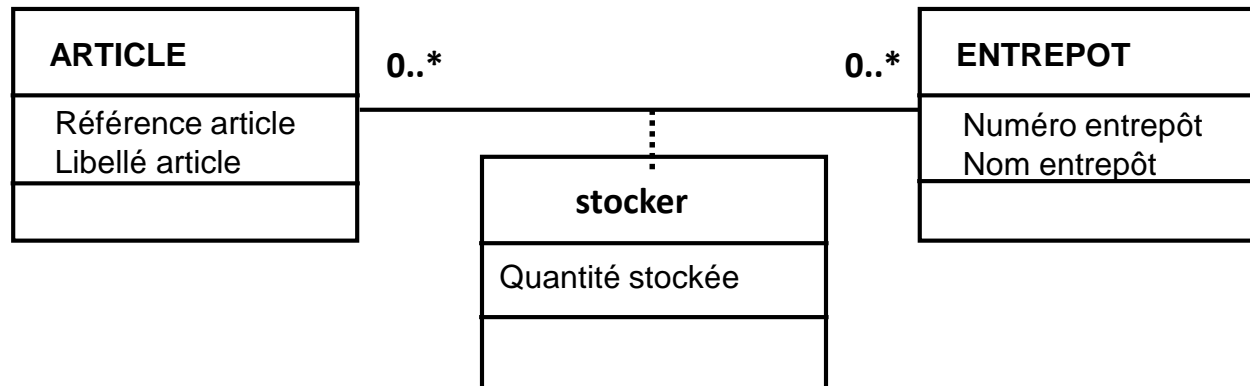 ARTICLE
0..*
0..*
ENTREPOT
Référence article
Libellé article
Numéro entrepôt
Nom entrepôt
stocker
Quantité stockée